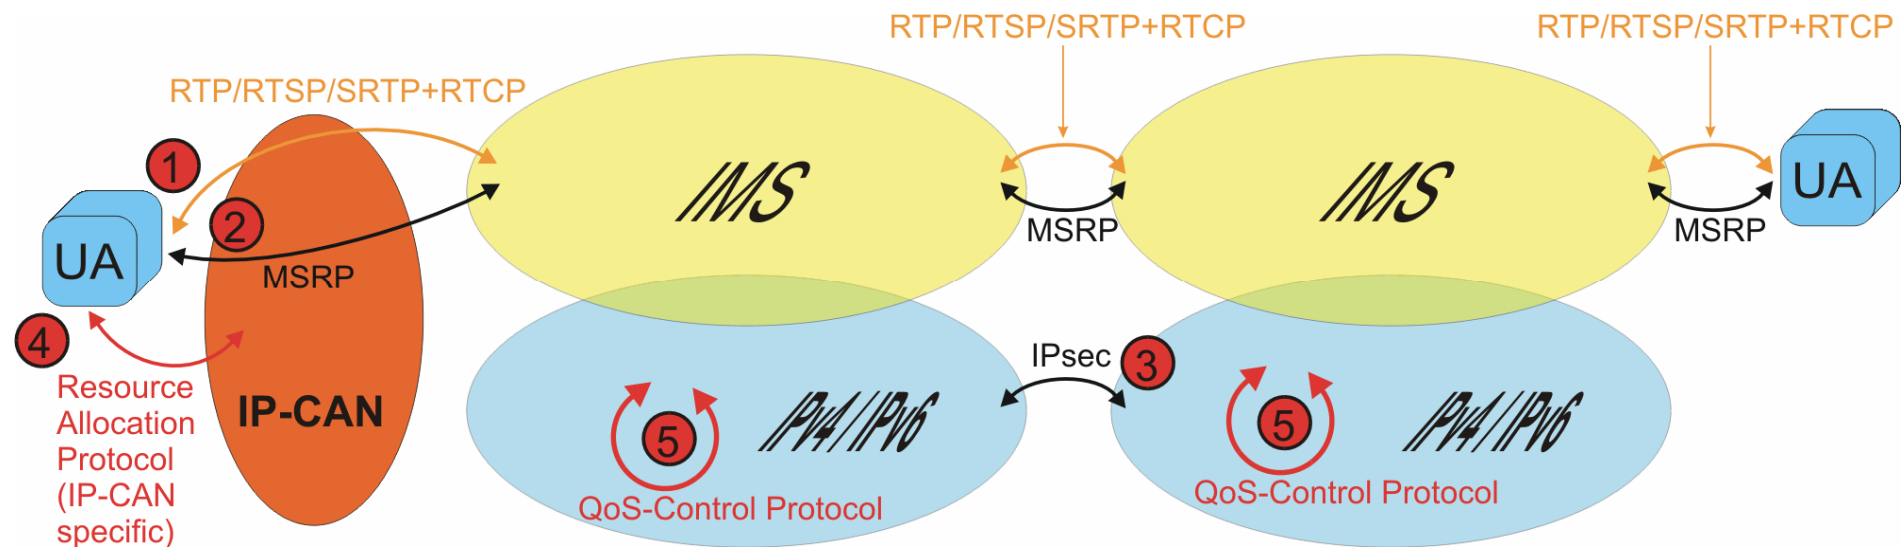 RTP/RTSP/SRTP+RTCP
RTP/RTSP/SRTP+RTCP
RTP/RTSP/SRTP+RTCP
1
2
UA
MSRP
IMS
MSRP
IMS
MSRP
UA
4
Resource
Allocation
Protocol
(IP-CAN
specific)
IP-CAN
5
IPv4 / IPv6
QoS-Control Protocol
IPsec
3
5
IPv4 / IPv6
QoS-Control Protocol